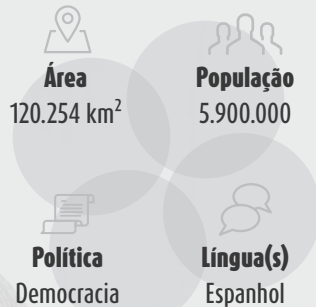 Área
120.254 km²
População
5.900.000
Política
Democracia
Língua(s)
Espanhol